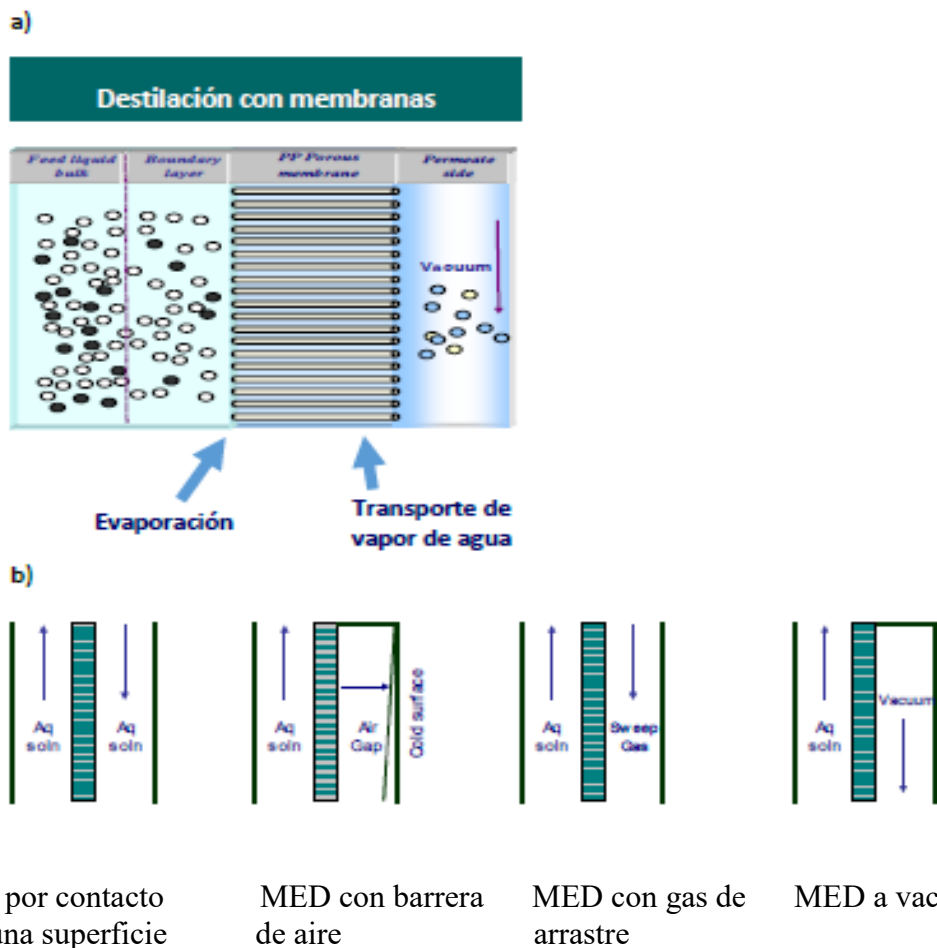 a)
Destilación con membranas
Feed liquid bulk
Boundary layer
PP Porous membrane
Permeate side
Vacuum
Evaporación
Transporte de
vapor de agua
b)
Aq
soln
Aq
soln
Aq
soln
Air
Gap
Cold surface
Aq
soln
Sweep
Gas
Aq
soln
Vacuum
por contacto
una superficie
MED con barrera
de aire
MED con gas de
arrastre
MED a vac